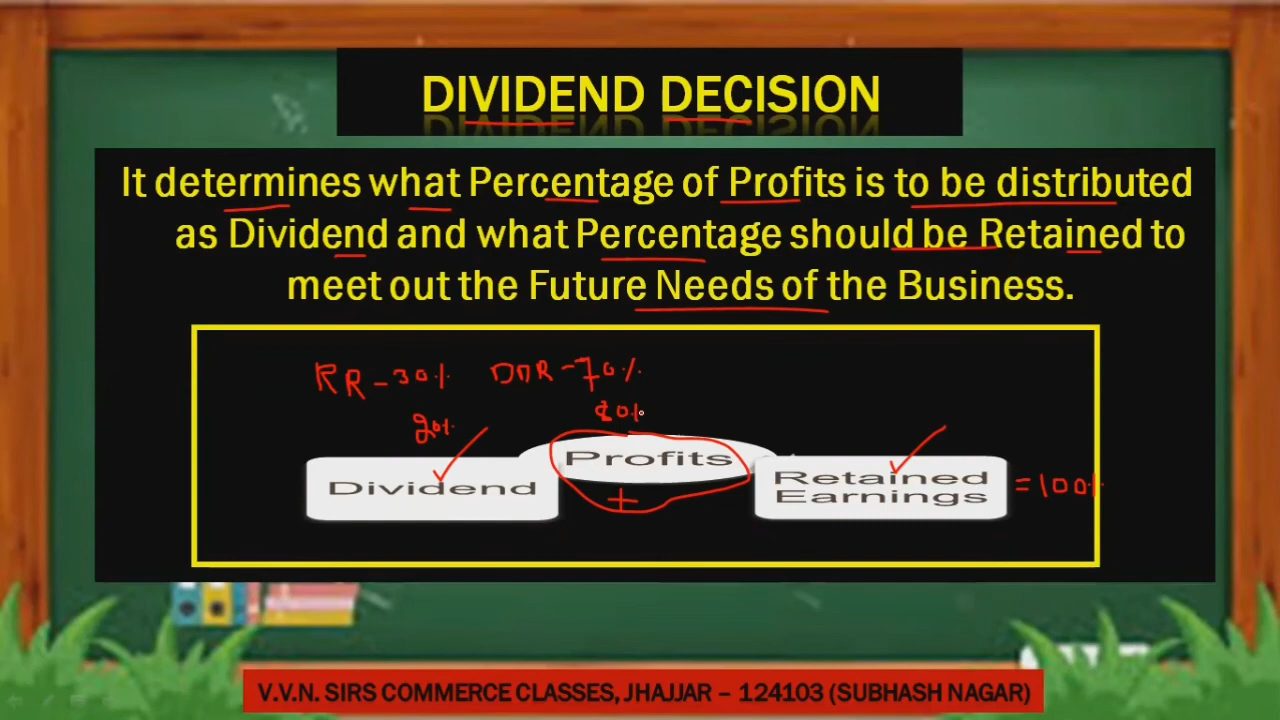 DIVIDEND DECISION
It determines what Percentage of Profits is to be distributed
as Dividend and what Percentage should be Retained to
meet out the Future Needs of the Business.
RR - 30% DDR - 70%
20% 20%
Profits
Dividend + Retained Earnings = 100%
V.V.N. SIRS COMMERCE CLASSES, JHAJJAR – 124103 (SUBHASH NAGAR)